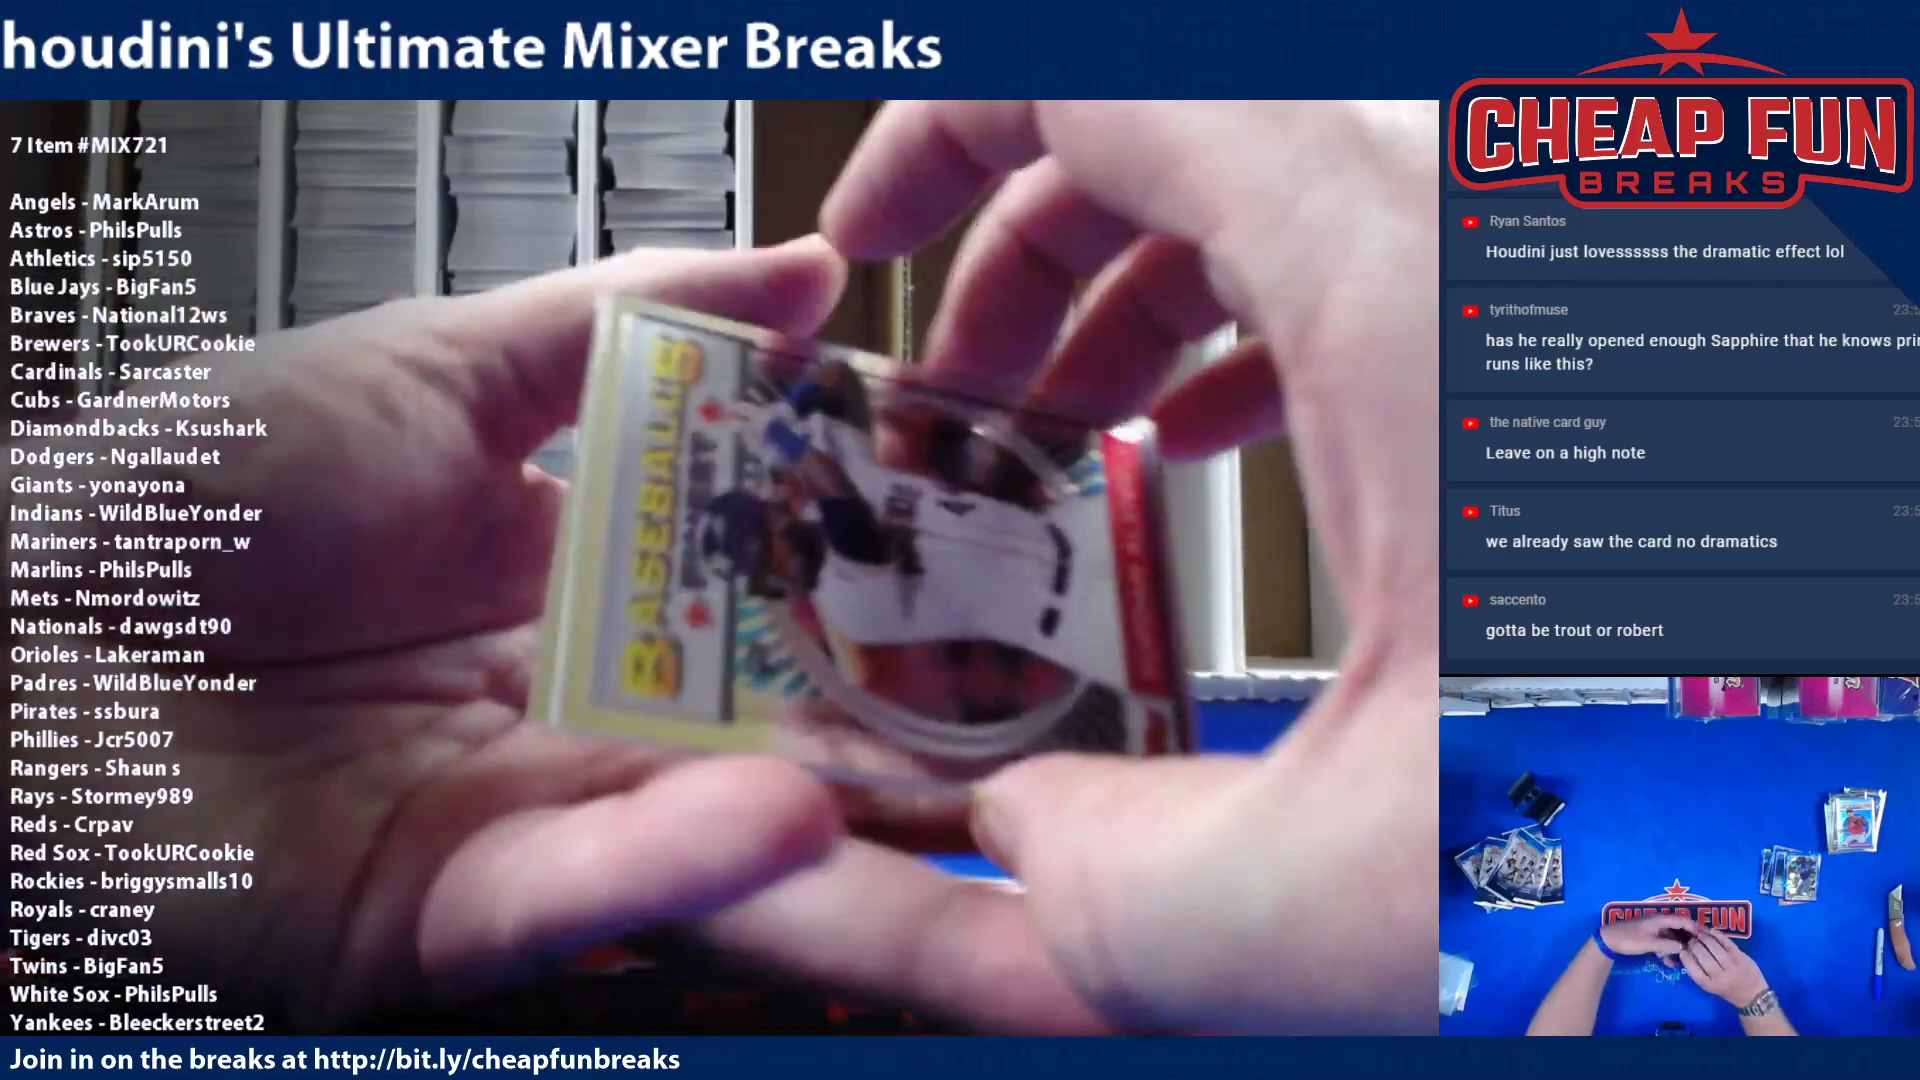 houdini's Ultimate Mixer Breaks
CHEAP FUN
BREAKS
7 Item #MIX721
Angels - MarkArum
Astros - PhilsPulls
Athletics - sip5150
Blue Jays - BigFan5
Braves - National12ws
Brewers - TookURCookie
Cardinals - Sarcaster
Cubs - GardnerMotors
Diamondbacks - Ksushark
Dodgers - Ngallaudet
Giants - yonayona
Indians - WildBlueYonder
Mariners - tantraporn_w
Marlins - PhilsPulls
Mets - Nmordowitz
Nationals - dawgsdt90
Orioles - Lakeraman
Padres - WildBlueYonder
Pirates - ssbura
Phillies - Jcr5007
Rangers - Shaun s
Rays - Stormey989
Reds - Crpav
Red Sox - TookURCookie
Rockies - briggysmalls10
Royals - craney
Tigers - divc03
Twins - BigFan5
White Sox - PhilsPulls
Yankees - Bleeckerstreet2
BASEBALL'S
Ryan Santos
Houdini just lovessssss the dramatic effect lol
tyrithofmuse
has he really opened enough Sapphire that he knows
runs like this?
the native card guy
Leave on a high note
Titus
we already saw the card no dramatics
saccento
gotta be trout or robert
CHEAP FUN
Join in on the breaks at http://bit.ly/cheapfunbreaks